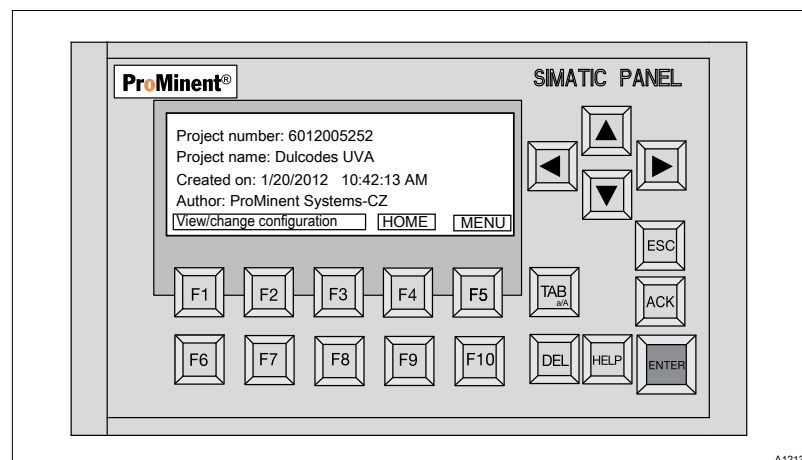 ProMinent®
SIMATIC PANEL
Project number: 6012005252
Project name: Dulcodes UVA
Created on: 1/20/2012 10:42:13 AM
Author: ProMinent Systems-CZ
View/change configuration HOME MENU
ESC
F1 F2 F3 F4 F5 TAB a/A ACK
F6 F7 F8 F9 F10 DEL HELP ENTER